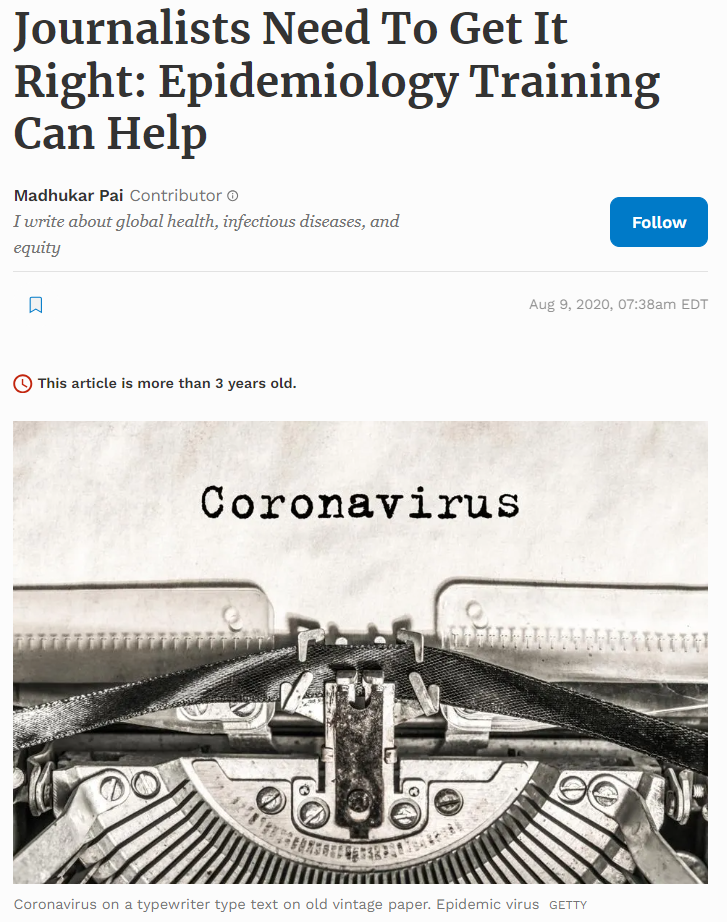 Journalists Need To Get It
Right: Epidemiology Training
Can Help
Madhukar Pai Contributor
I write about global health, infectious diseases, and
equity
Follow
Aug 9, 2020, 07:38am EDT
This article is more than 3 years old.
Coronavirus
Coronavirus on a typewriter type text on old vintage paper. Epidemic virus GETTY